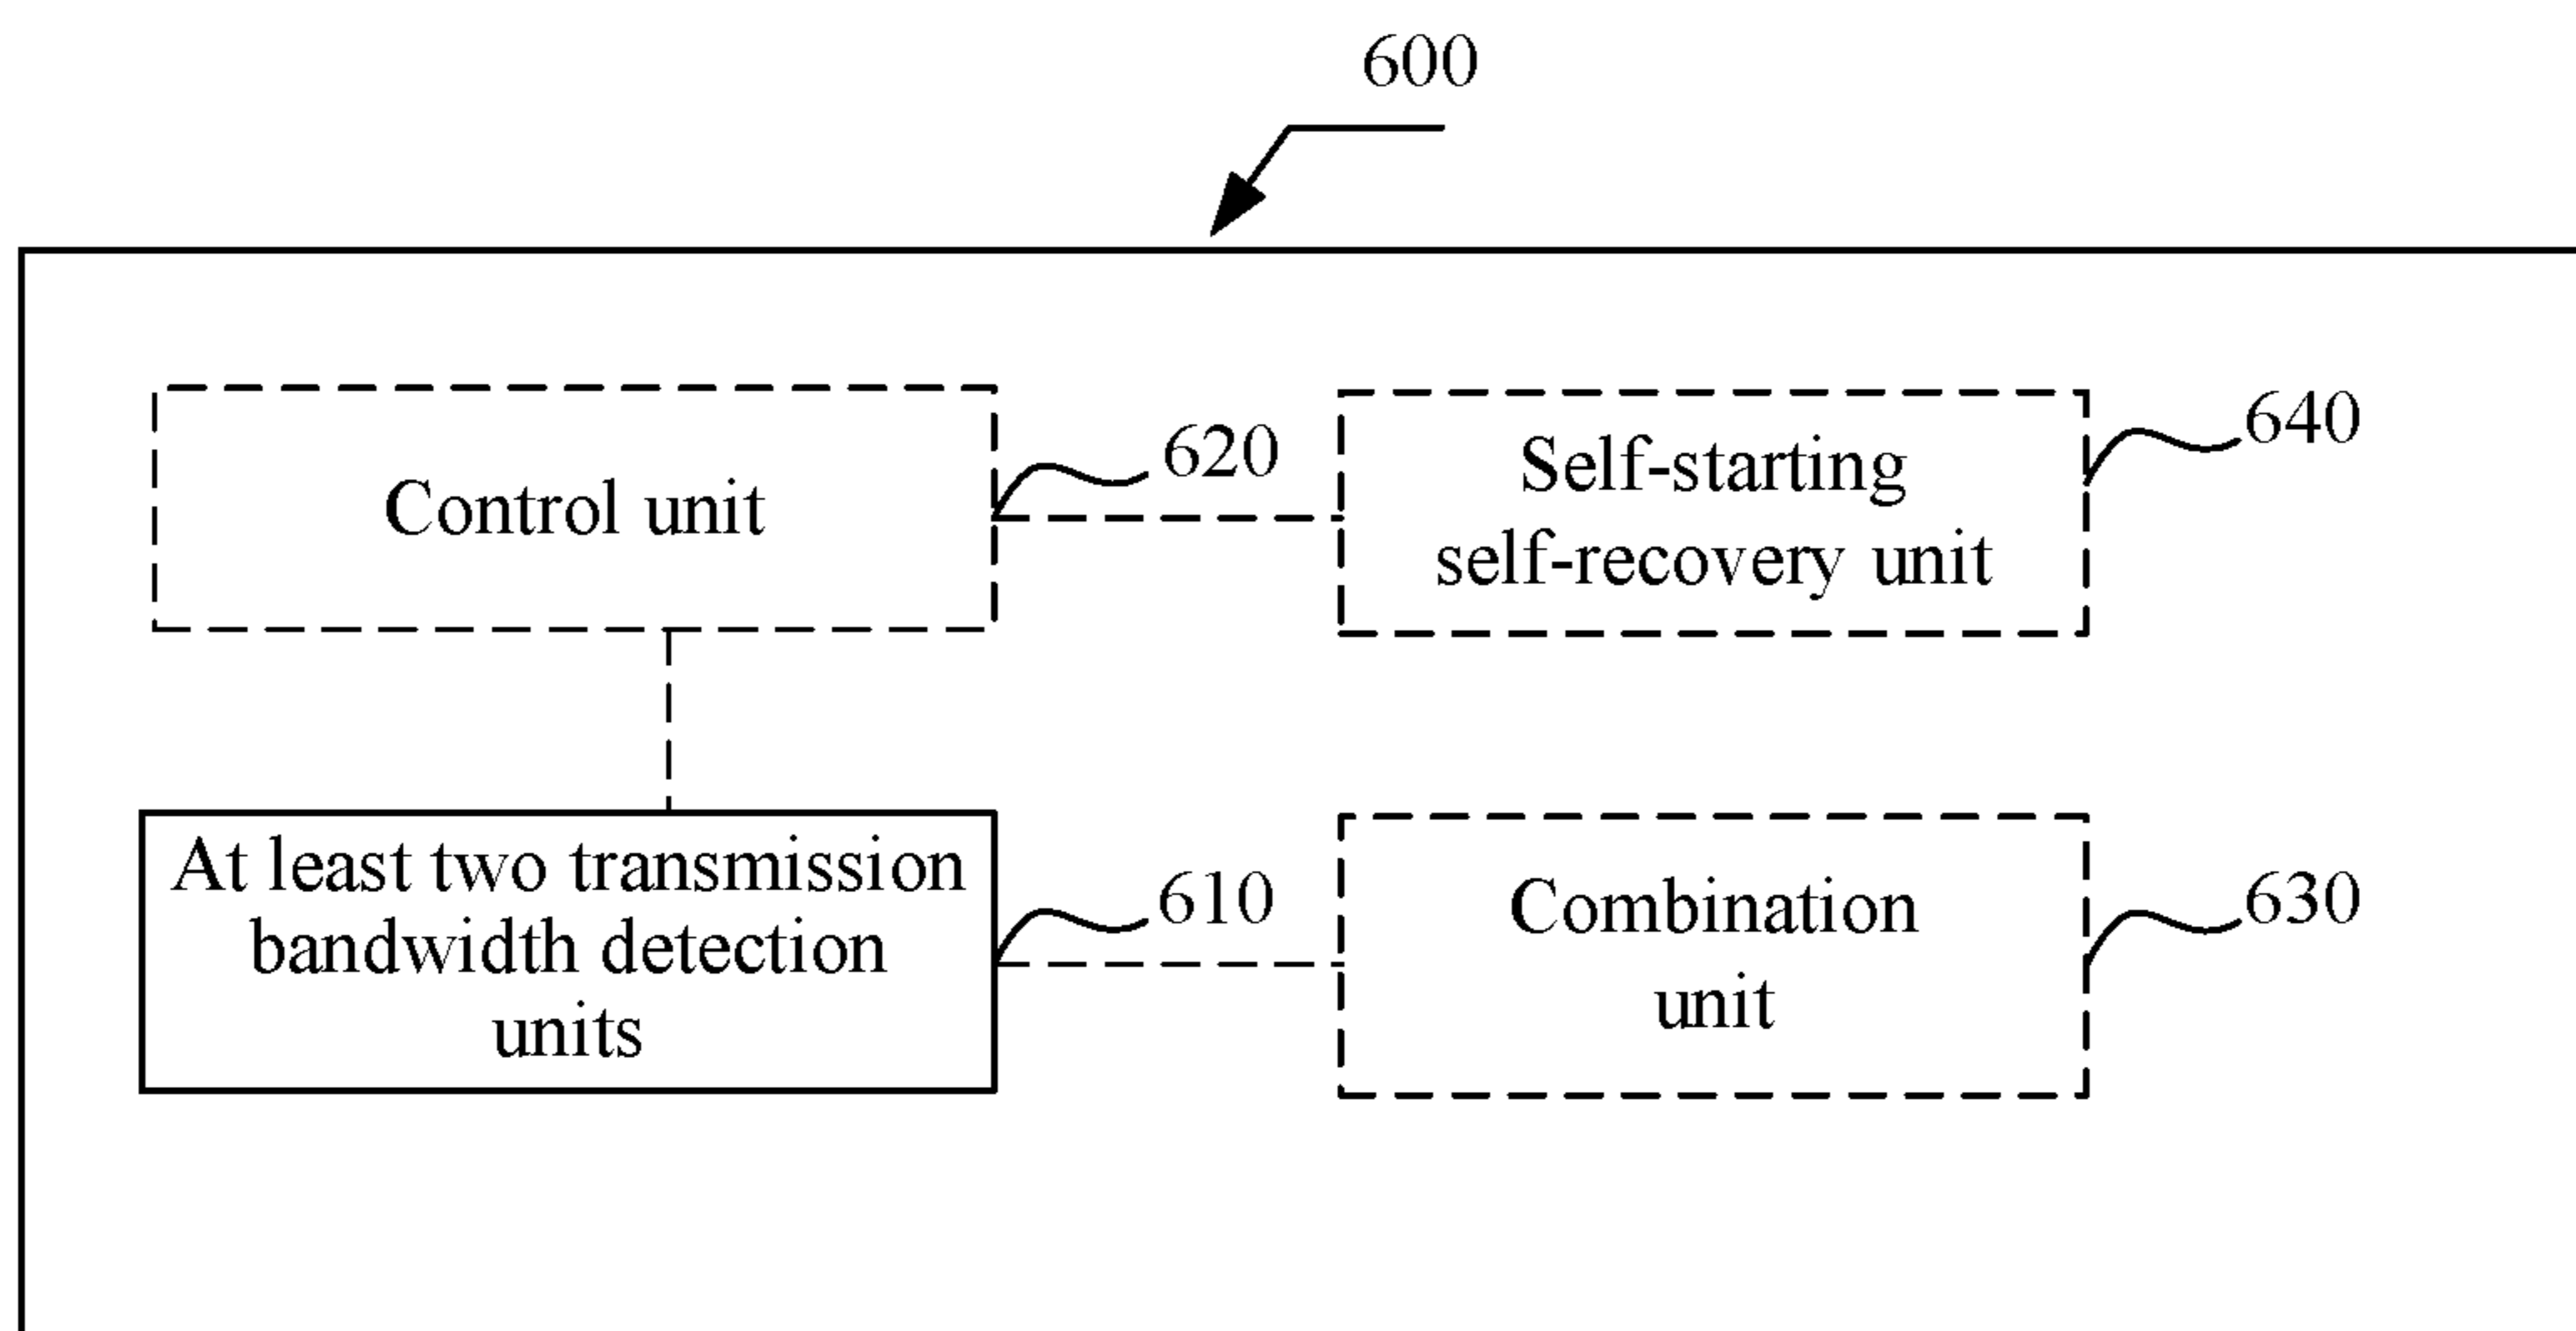 600
Control unit
620
Self-starting
self-recovery unit
640
At least two transmission
bandwidth detection
units
610
Combination
unit
630